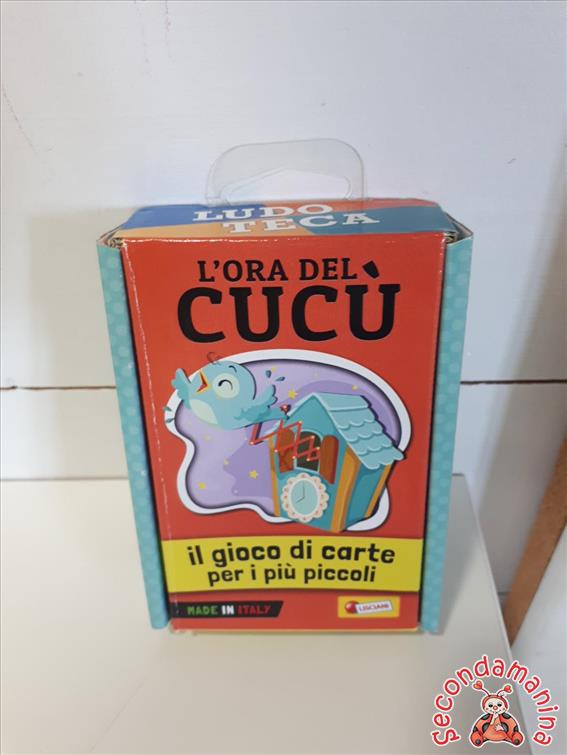 LUDO
TECA
L'ORA DEL
CUCÙ
il gioco di carte
per i più piccoli
MADE IN ITALY
LISCIANI
Secondamanina